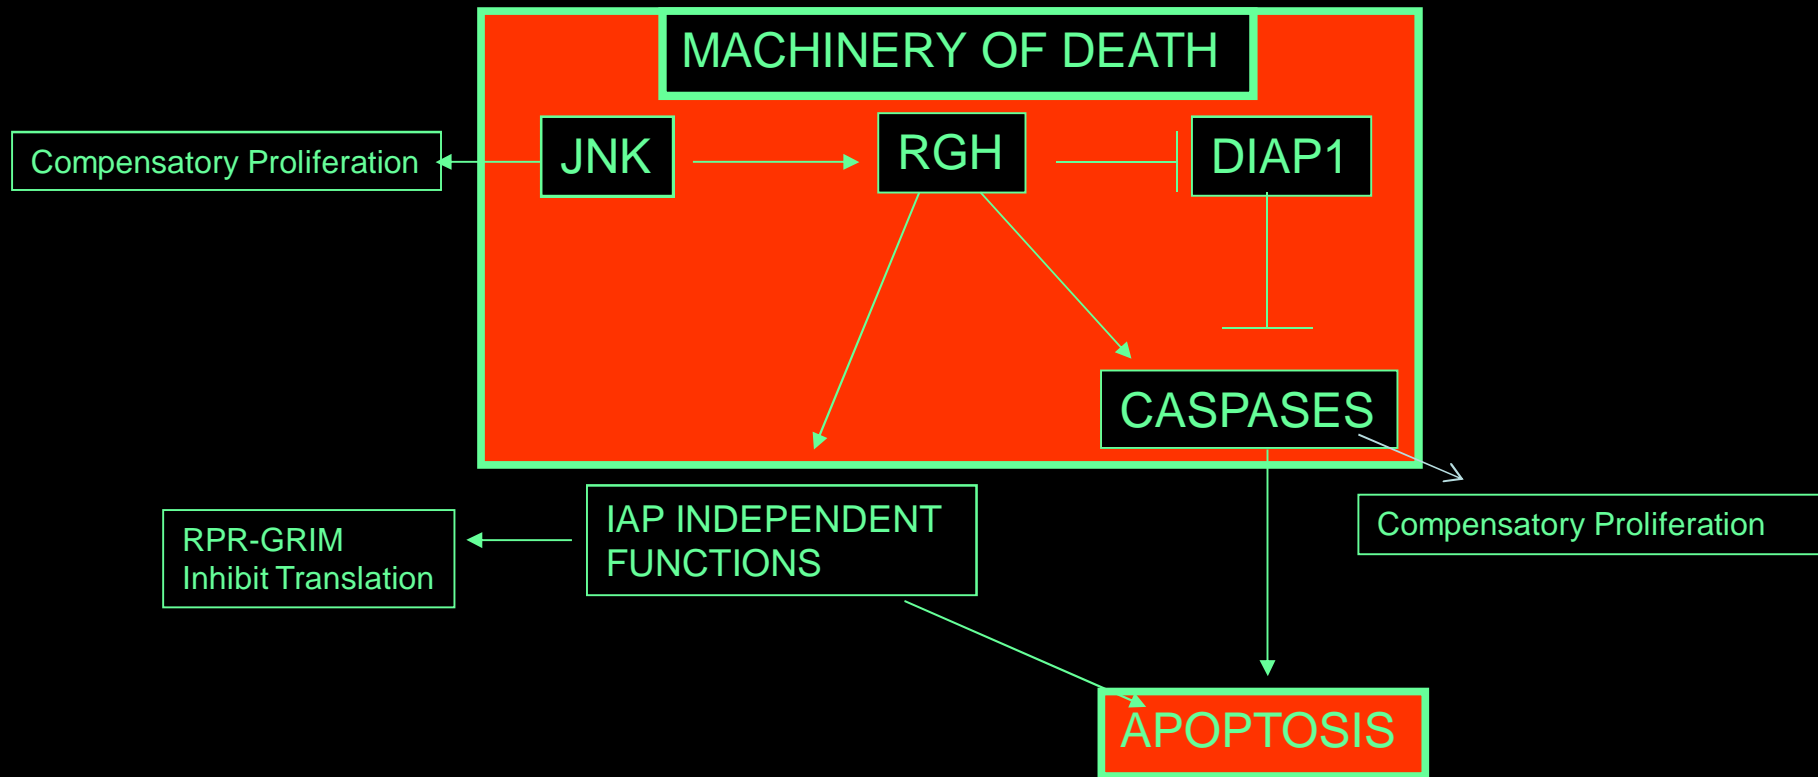 MACHINERY OF DEATH
Compensatory Proliferation
JNK
RGH
DIAP1
CASPASES
IAP INDEPENDENT
FUNCTIONS
RPR-GRIM
Inhibit Translation
Compensatory Proliferation
APOPTOSIS